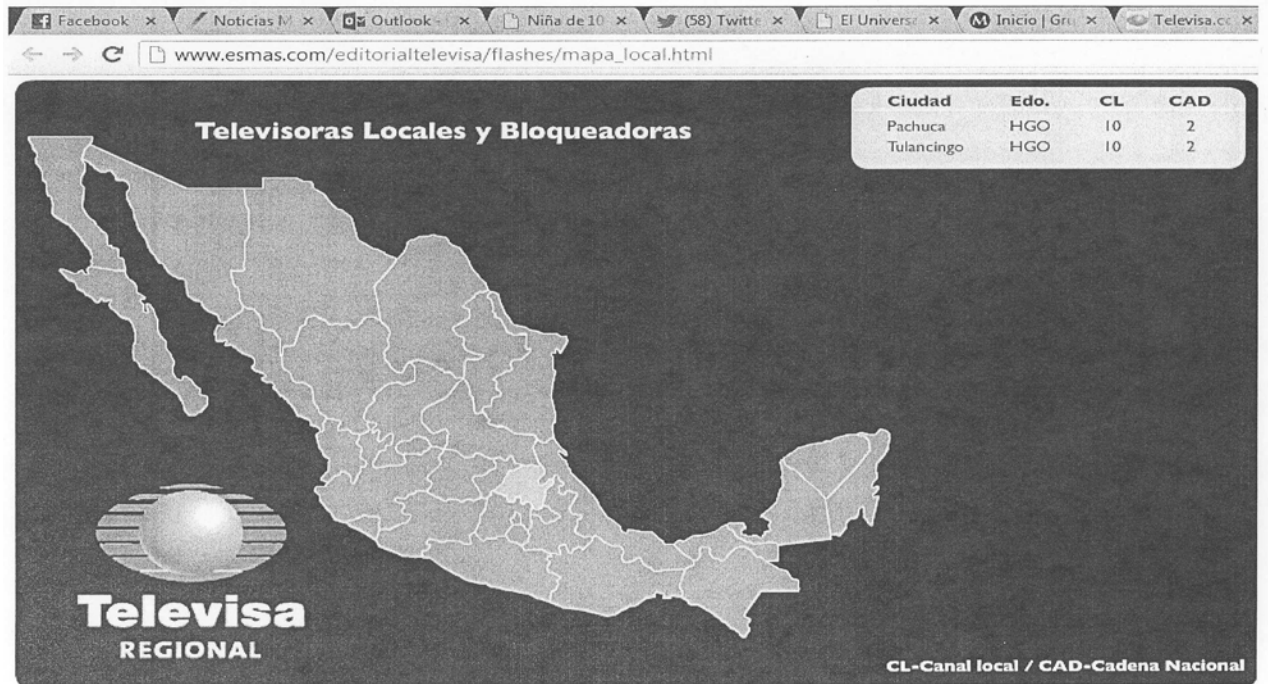 Facebook Noticias M Outlook - Niña de 10 (58) Twitte El Universa Inicio | Gru Televisa.cc
www.esmas.com/editorialtelevisa/flashes/mapa_local.html
Televisoras Locales y Bloqueadoras
Ciudad Edo. CL CAD
Pachuca HGO 10 2
Tulancingo HGO 10 2
Televisa
REGIONAL
CL-Canal local / CAD-Cadena Nacional